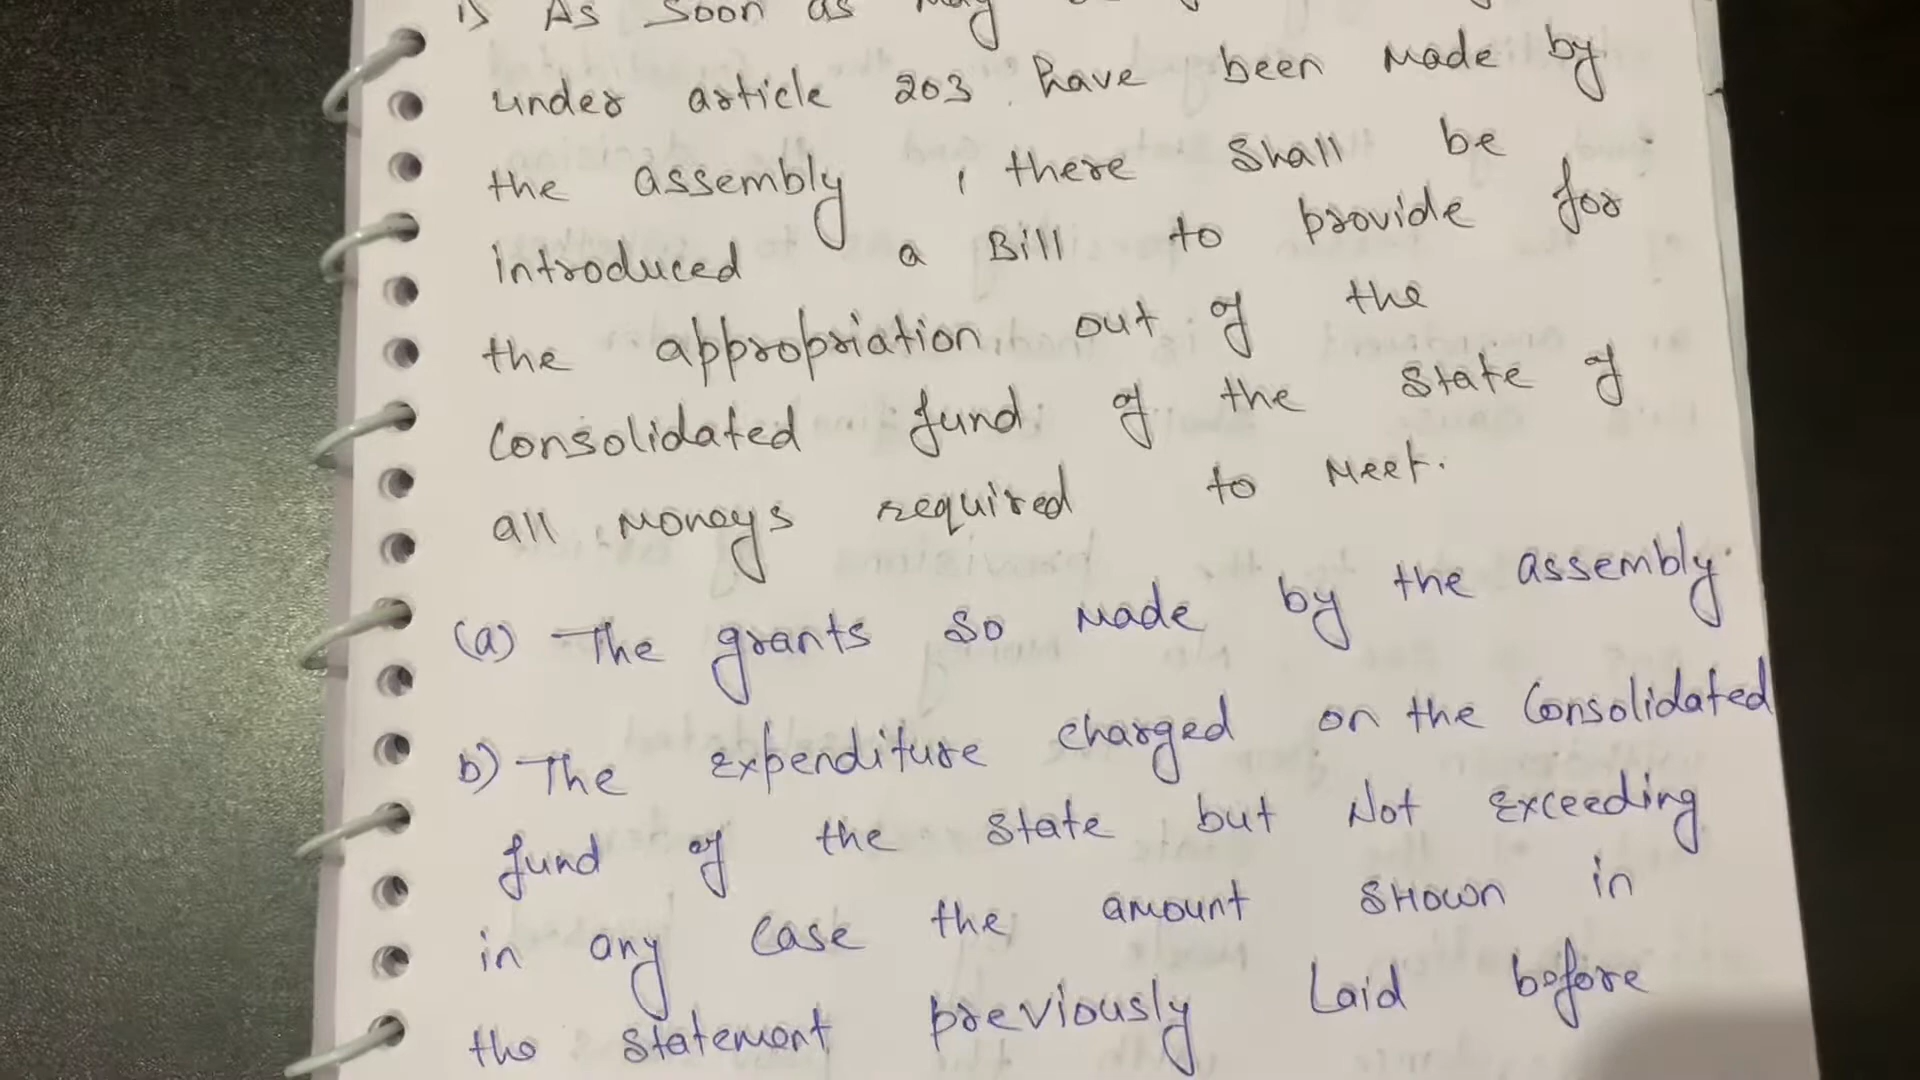 1) As soon as may
under article 203 have been made by
the assembly , there shall be
introduced a Bill to provide for
the appropriation out of the
Consolidated fund of the state of
all moneys required to meet.
(a) The grants so made by the assembly
b) The expenditure charged on the Consolidated
fund of the state but Not exceeding
in any case the amount shown in
the statement previously Laid before